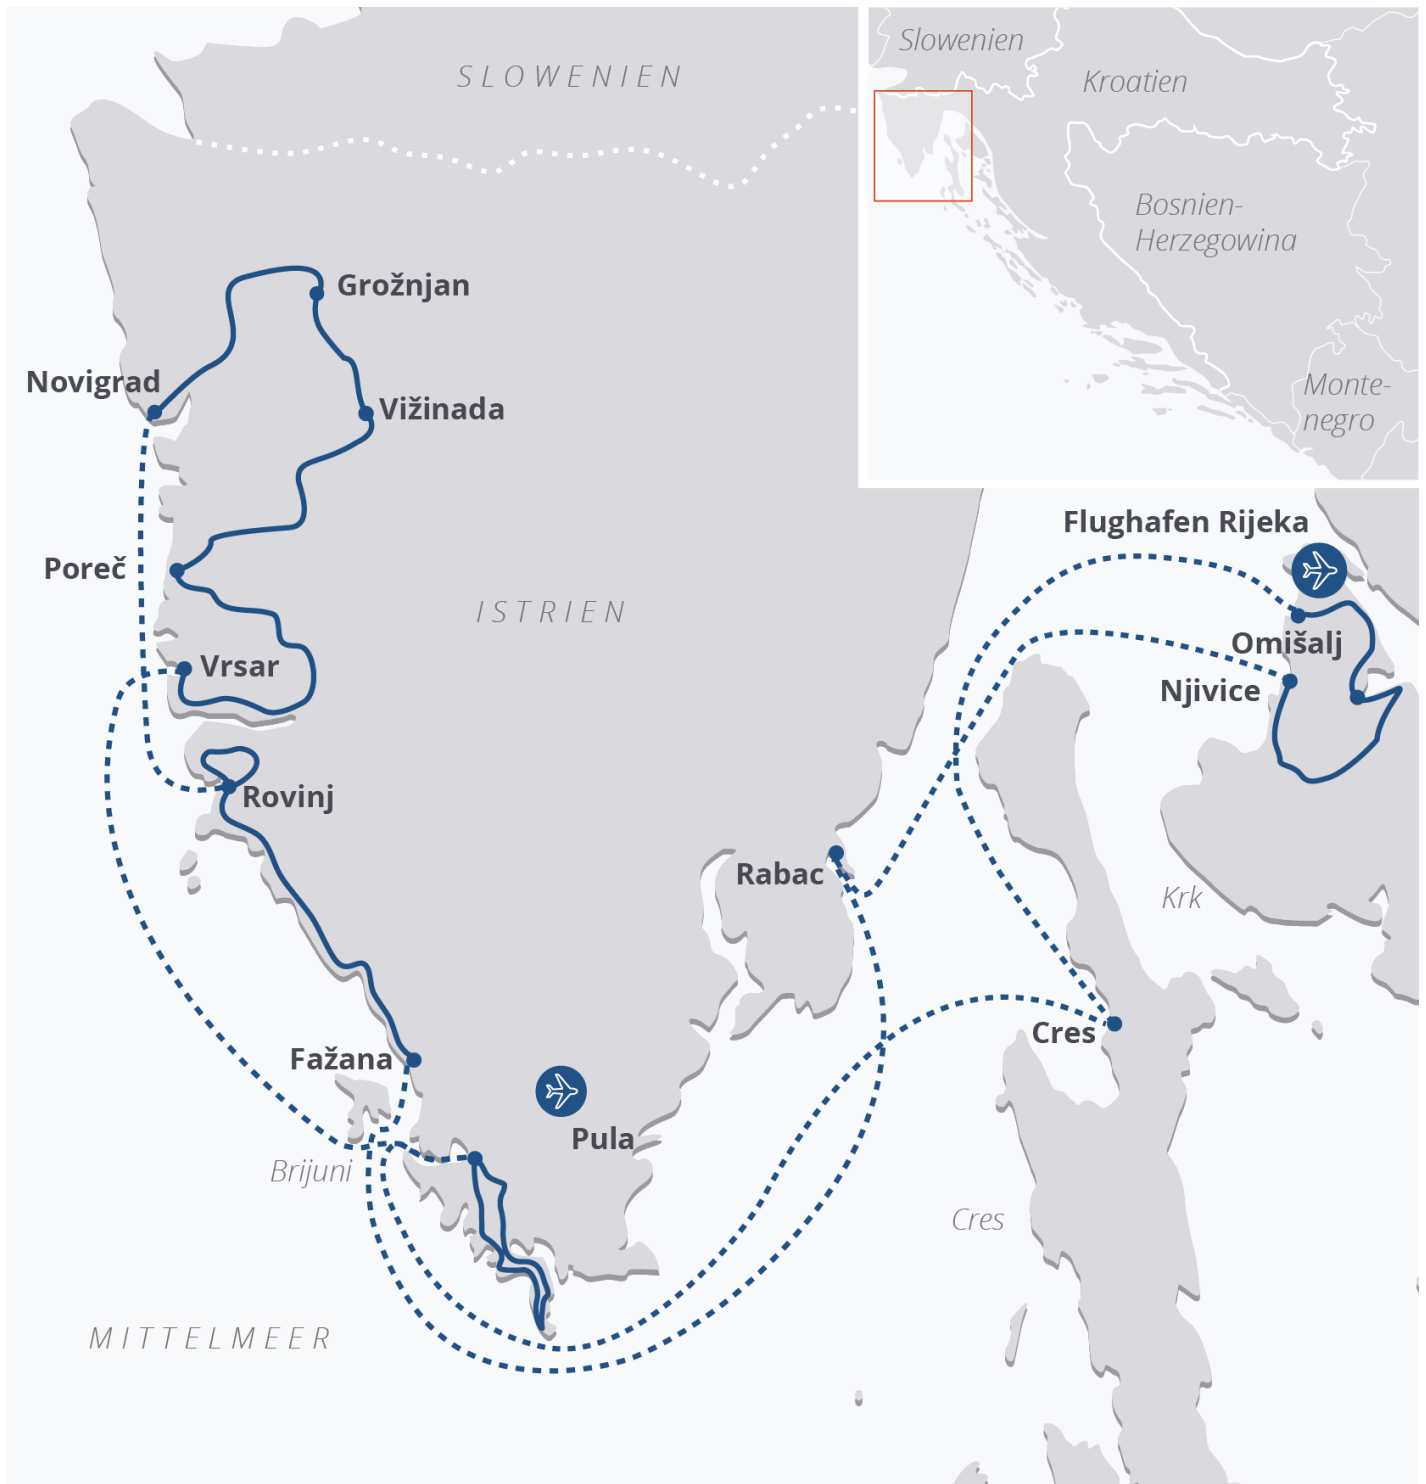 SLOWENIEN
Slowenien
Kroatien
Bosnien-
Herzegowina
Monte-
negro
Grožnjan
Novigrad
Vižinada
Flughafen Rijeka
Poreč
ISTRIEN
Omišalj
Vrsar
Njivice
Rovinj
Rabac
Krk
Cres
Fažana
Pula
Brijuni
Cres
MITTELMEER